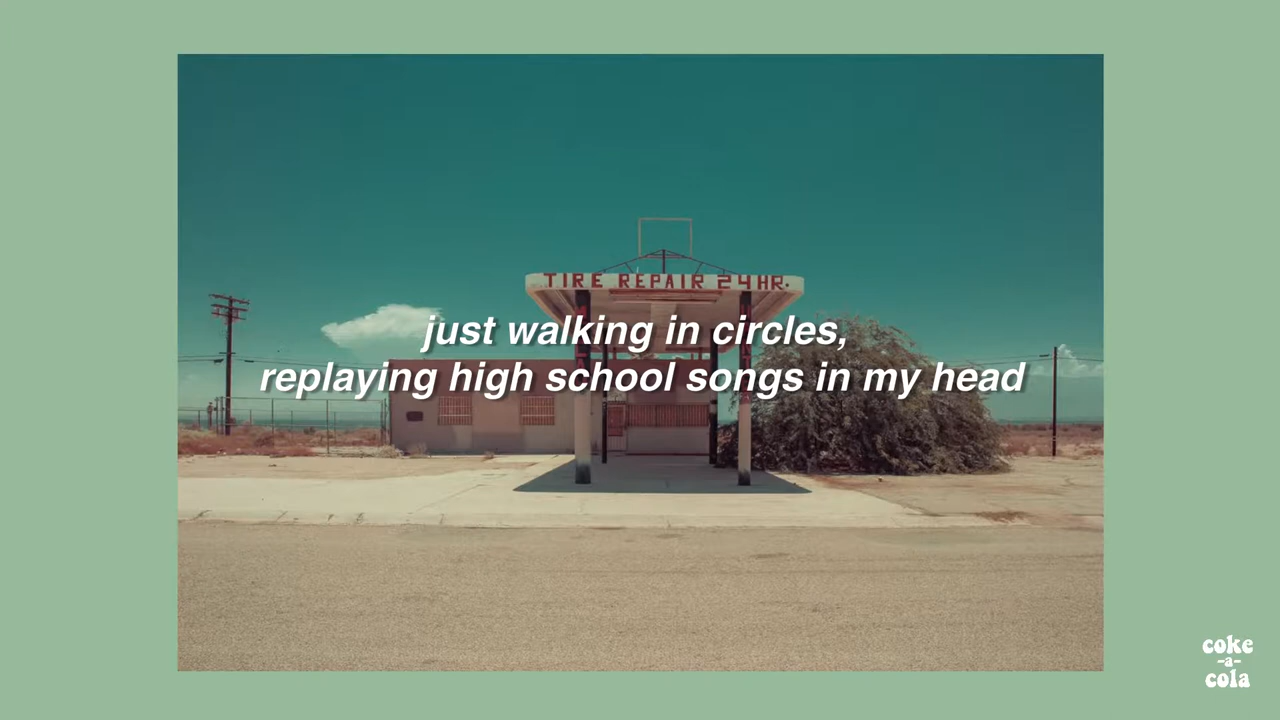 TIRE REPAIR 24HR.
just walking in circles,
replaying high school songs in my head
coke
-a-
cola